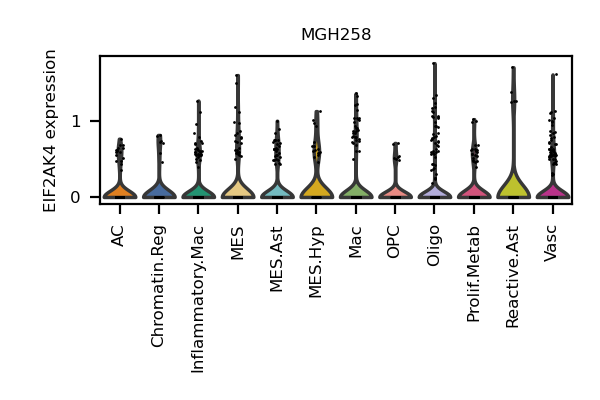 MGH258
EIF2AK4 expression
1
0
AC
Chromatin.Reg
Inflammatory.Mac
MES
MES.Ast
MES.Hyp
Mac
OPC
Oligo
Prolif.Metab
Reactive.Ast
Vasc